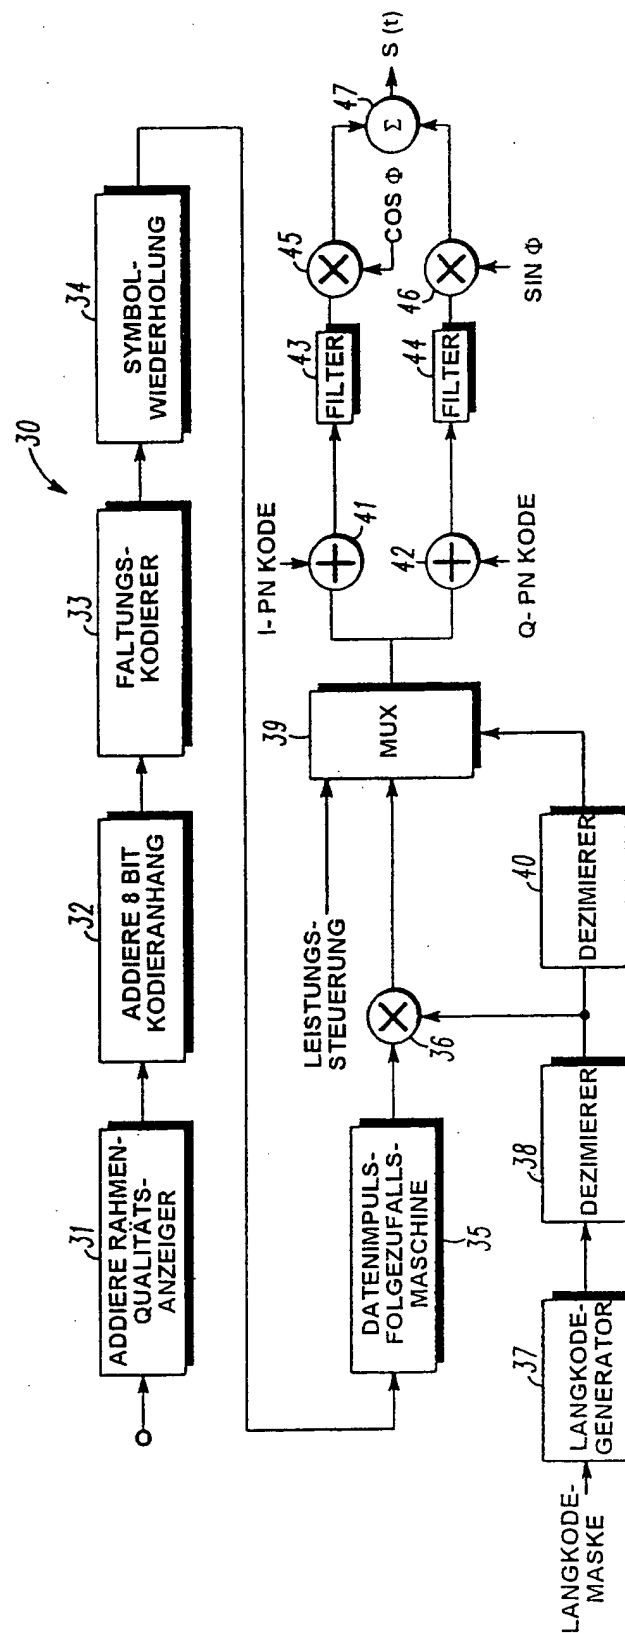 30
31
ADDIERE RAHMEN-
QUALITÄTS-
ANZEIGER
32
ADDIERE 8 BIT
KODIERANHANG
33
FALTUNGS-
KODIERER
34
SYMBOL-
WIEDERHOLUNG
DATENIMPULS-
FOLGEZUFALLS-
MASCHINE
35
36
LEISTUNGS-
STEUERUNG
39
MUX
I-PN KODE
41
42
Q- PN KODE
43
FILTER
44
FILTER
45
COS Φ
46
SIN Φ
47
Σ
S (t)
LANGKODE-
MASKE
37
LANGKODE-
GENERATOR
38
DEZIMIERER
40
DEZIMIERER